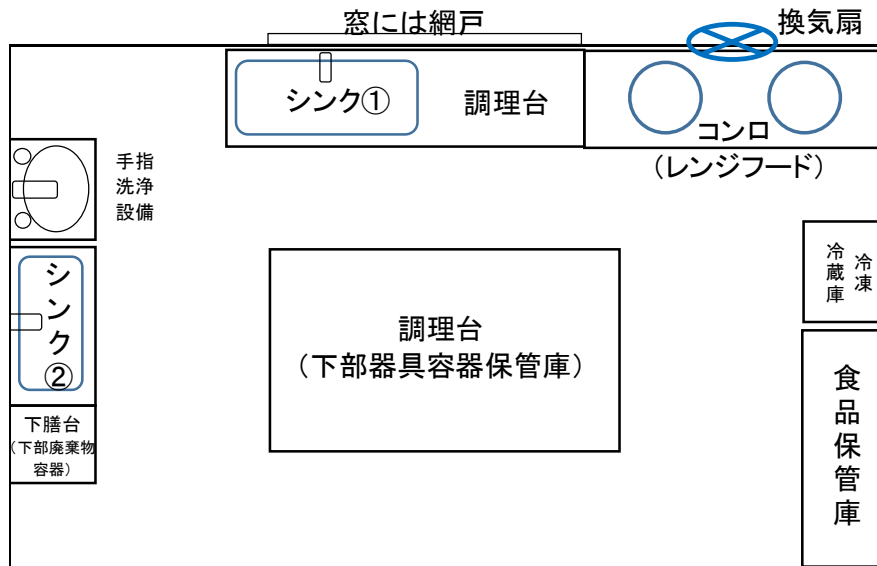 窓には網戸
換気扇
シンク①
調理台
コンロ
（レンジフード）
手指
洗浄
設備
シンク②
冷凍
冷蔵庫
調理台
（下部器具容器保管庫）
下膳台
（下部廃棄物
容器）
食品保管庫